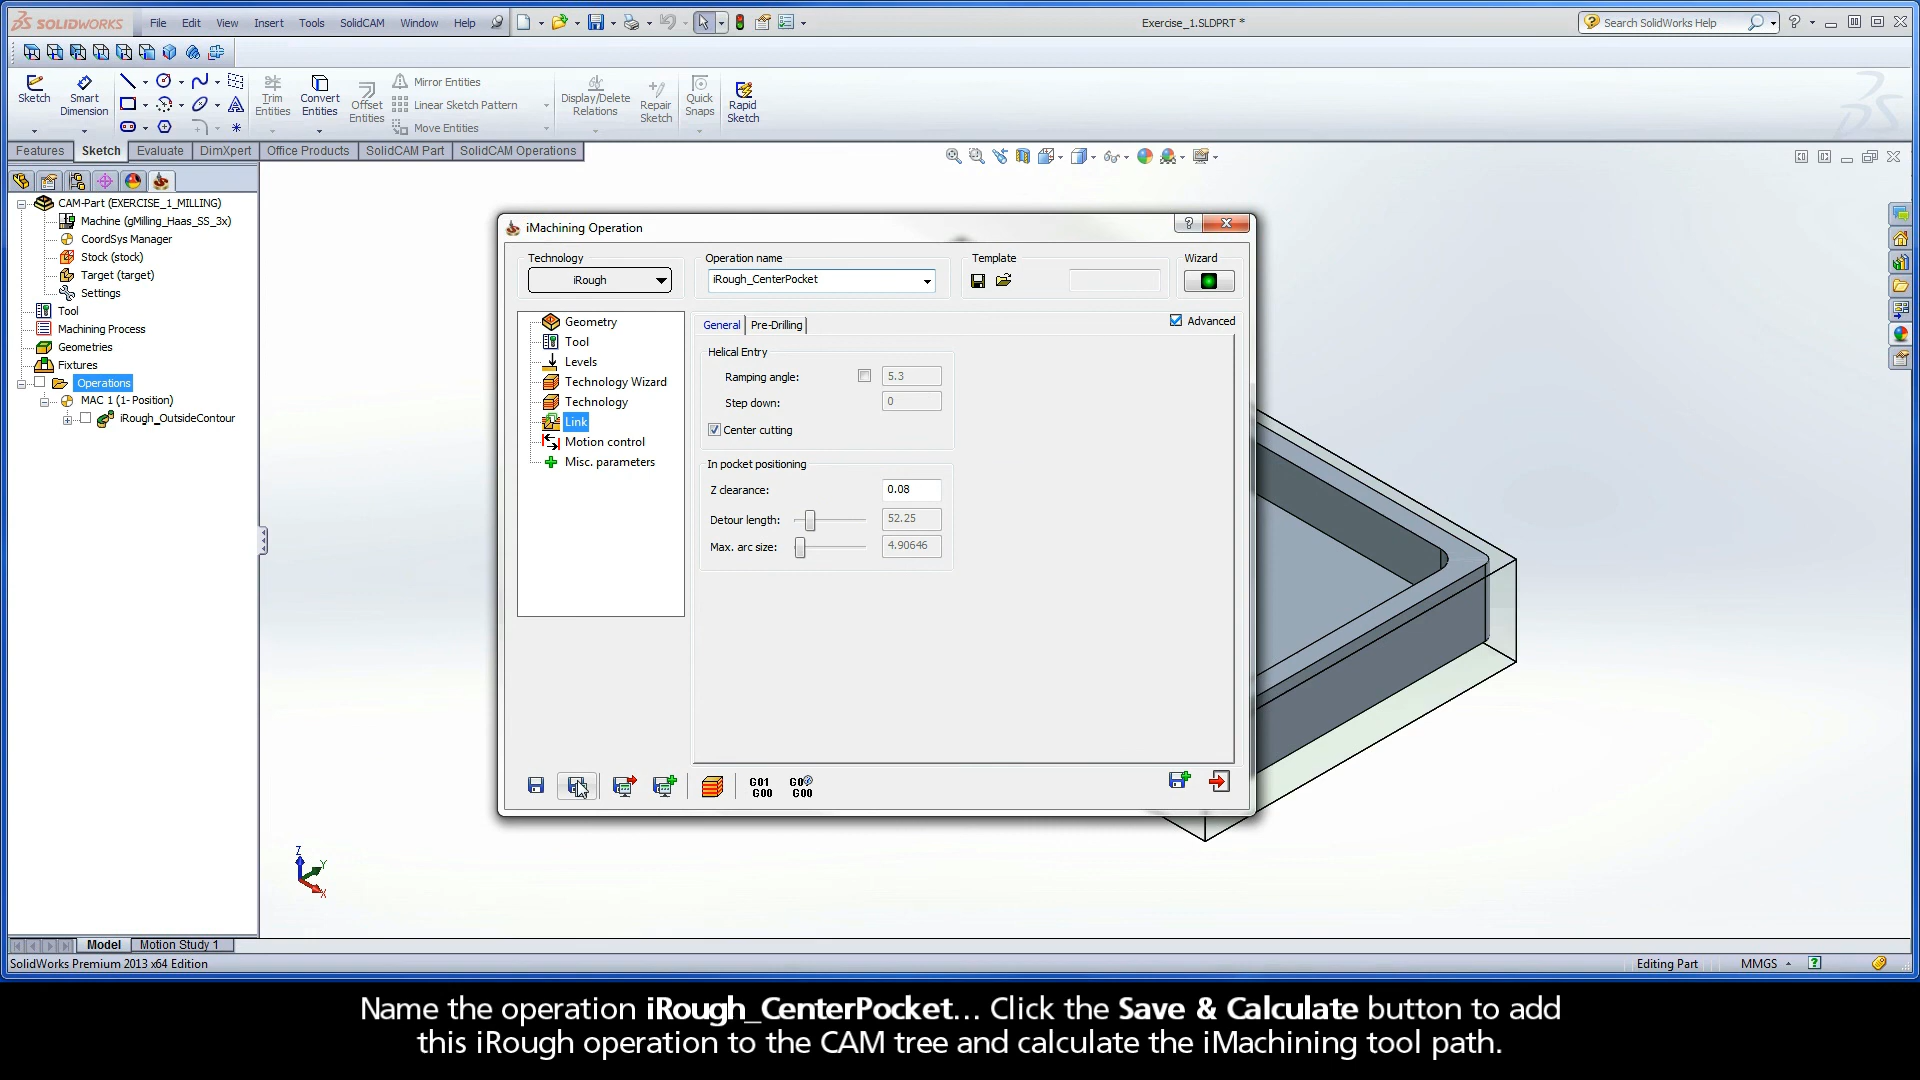 SOLIDWORKS File Edit View Insert Tools SolidCAM Window Help Exercise_1.SLDPRT * Search SolidWorks Help
Sketch Smart Dimension Trim Entities Convert Entities Offset Entities Mirror Entities Linear Sketch Pattern Move Entities Display/Delete Relations Repair Sketch Quick Snaps Rapid Sketch
Features Sketch Evaluate DimXpert Office Products SolidCAM Part SolidCAM Operations
CAM-Part (EXERCISE_1_MILLING)
Machine (gMilling_Haas_SS_3x)
CoordSys Manager
Stock (stock)
Target (target)
Settings
Tool
Machining Process
Geometries
Fixtures
Operations
MAC 1 (1- Position)
iRough_OutsideContour
iMachining Operation
Technology Operation name Template Wizard
iRough iRough_CenterPocket
Geometry
Tool
Levels
Technology Wizard
Technology
Link
Motion control
Misc. parameters
General Pre-Drilling Advanced
Helical Entry
Ramping angle: 5.3
Step down: 0
Center cutting
In pocket positioning
Z clearance: 0.08
Detour length: 52.25
Max. arc size: 4.90646
G01 G00
G00 G00
Z Y X
Model Motion Study 1
SolidWorks Premium 2013 x64 Edition Editing Part MMGS
Name the operation iRough_CenterPocket... Click the Save & Calculate button to add
this iRough operation to the CAM tree and calculate the iMachining tool path.